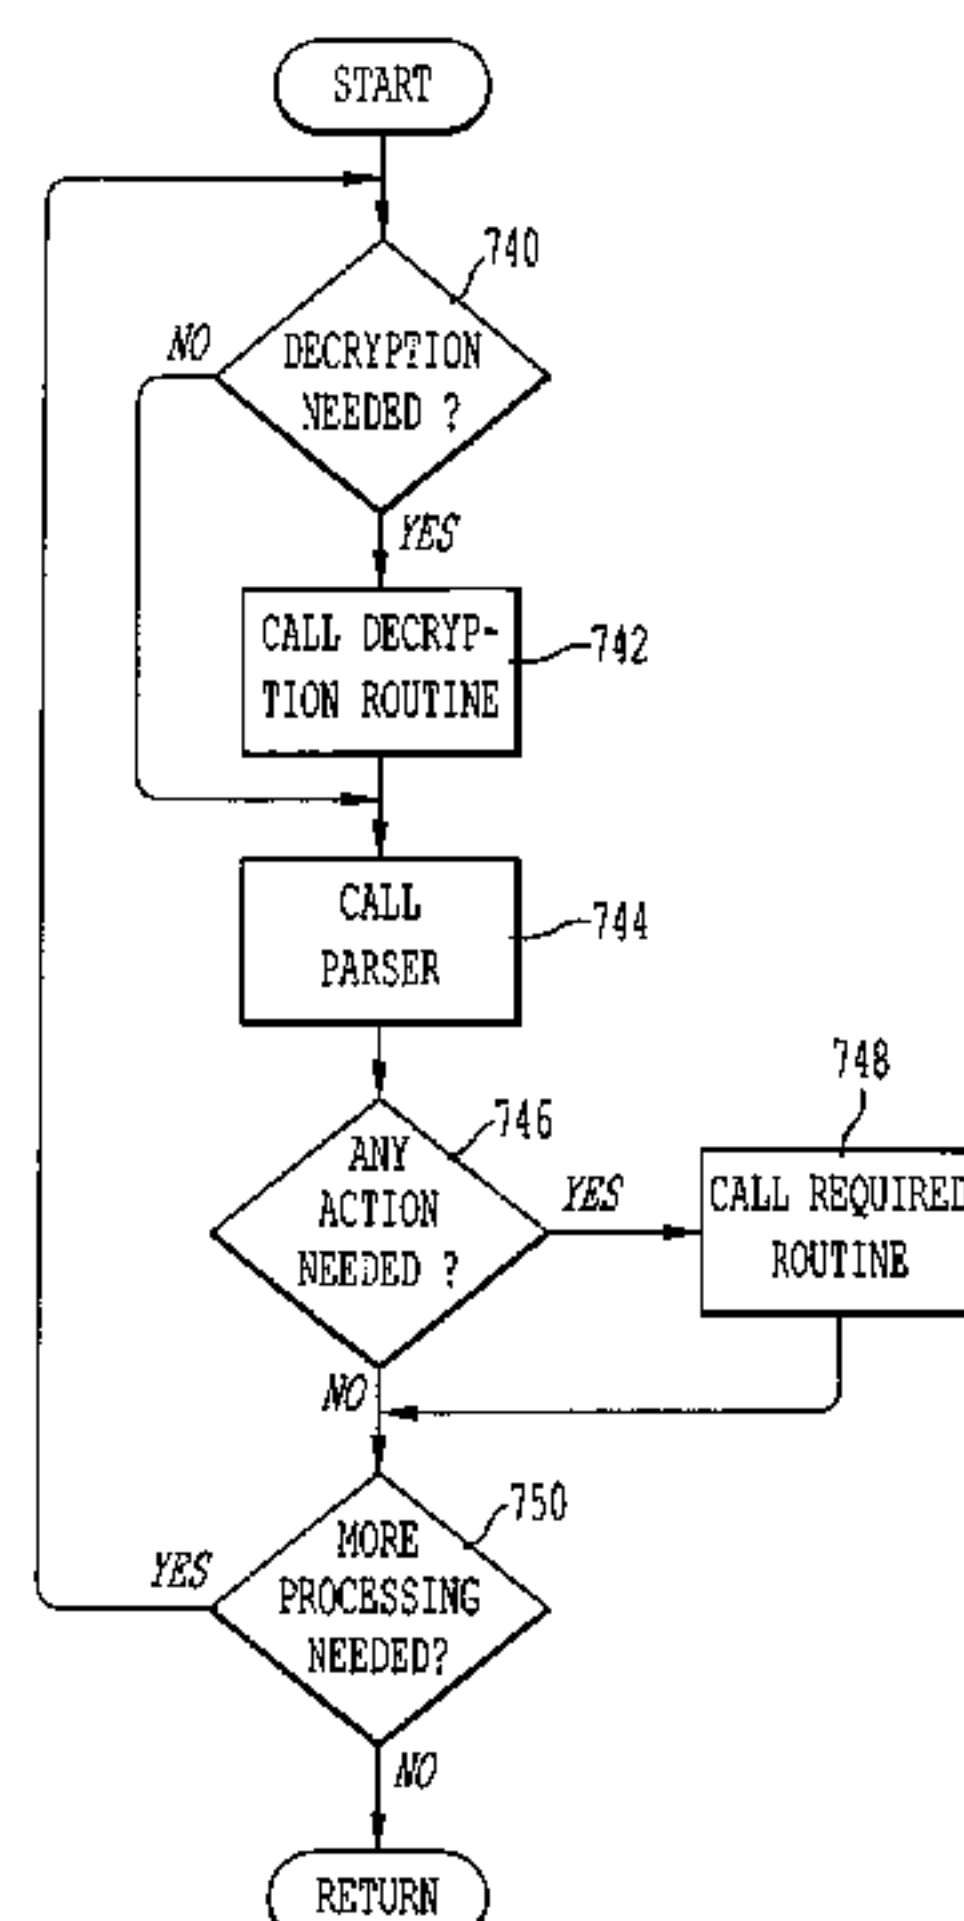 START
740
NO
DECRYPTION
NEEDED ?
YES
CALL DECRYP-
TION ROUTINE
742
CALL
PARSER
744
748
746
ANY
ACTION
NEEDED ?
YES
CALL REQUIRED
ROUTINE
NO
750
MORE
PROCESSING
NEEDED?
YES
NO
RETURN